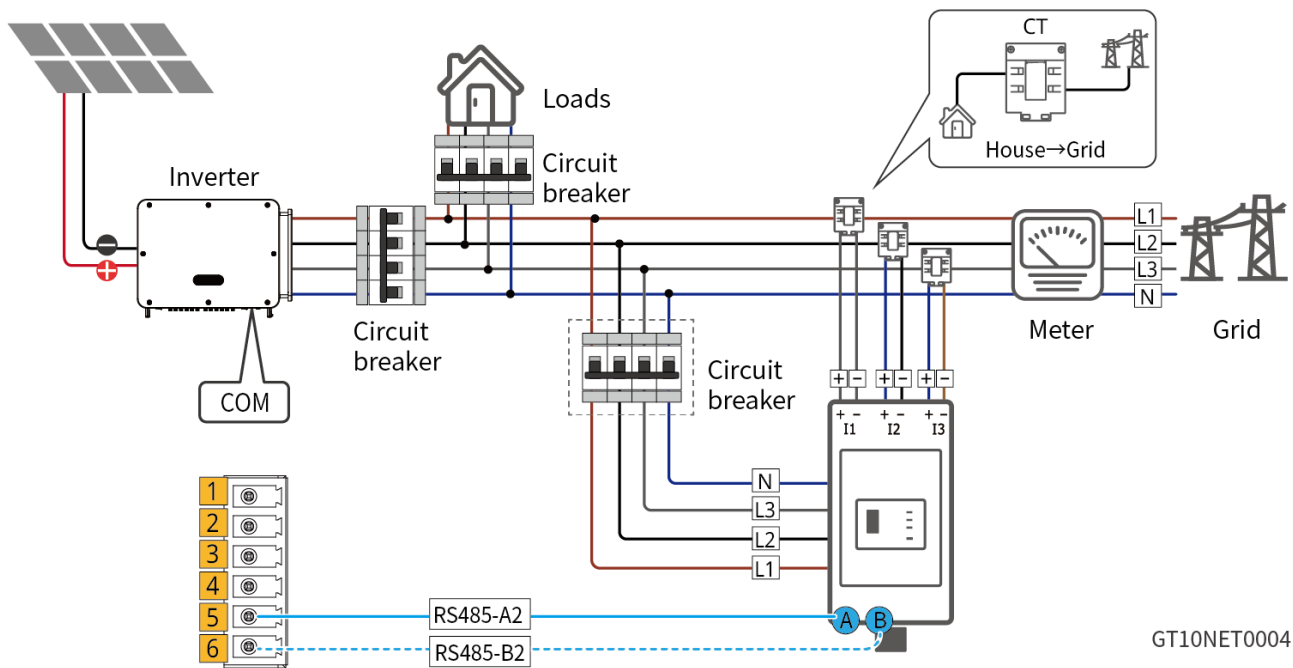 CT
House→Grid
Loads
Circuit
breaker
Inverter
L1
L2
L3
N
Circuit
breaker
Meter
Grid
Circuit
breaker
COM
+ − + − + −
+ − + − + −
I1 I2 I3
N
L3
L2
L1
1
2
3
4
5
6
RS485-A2
RS485-B2
A B
GT10NET0004